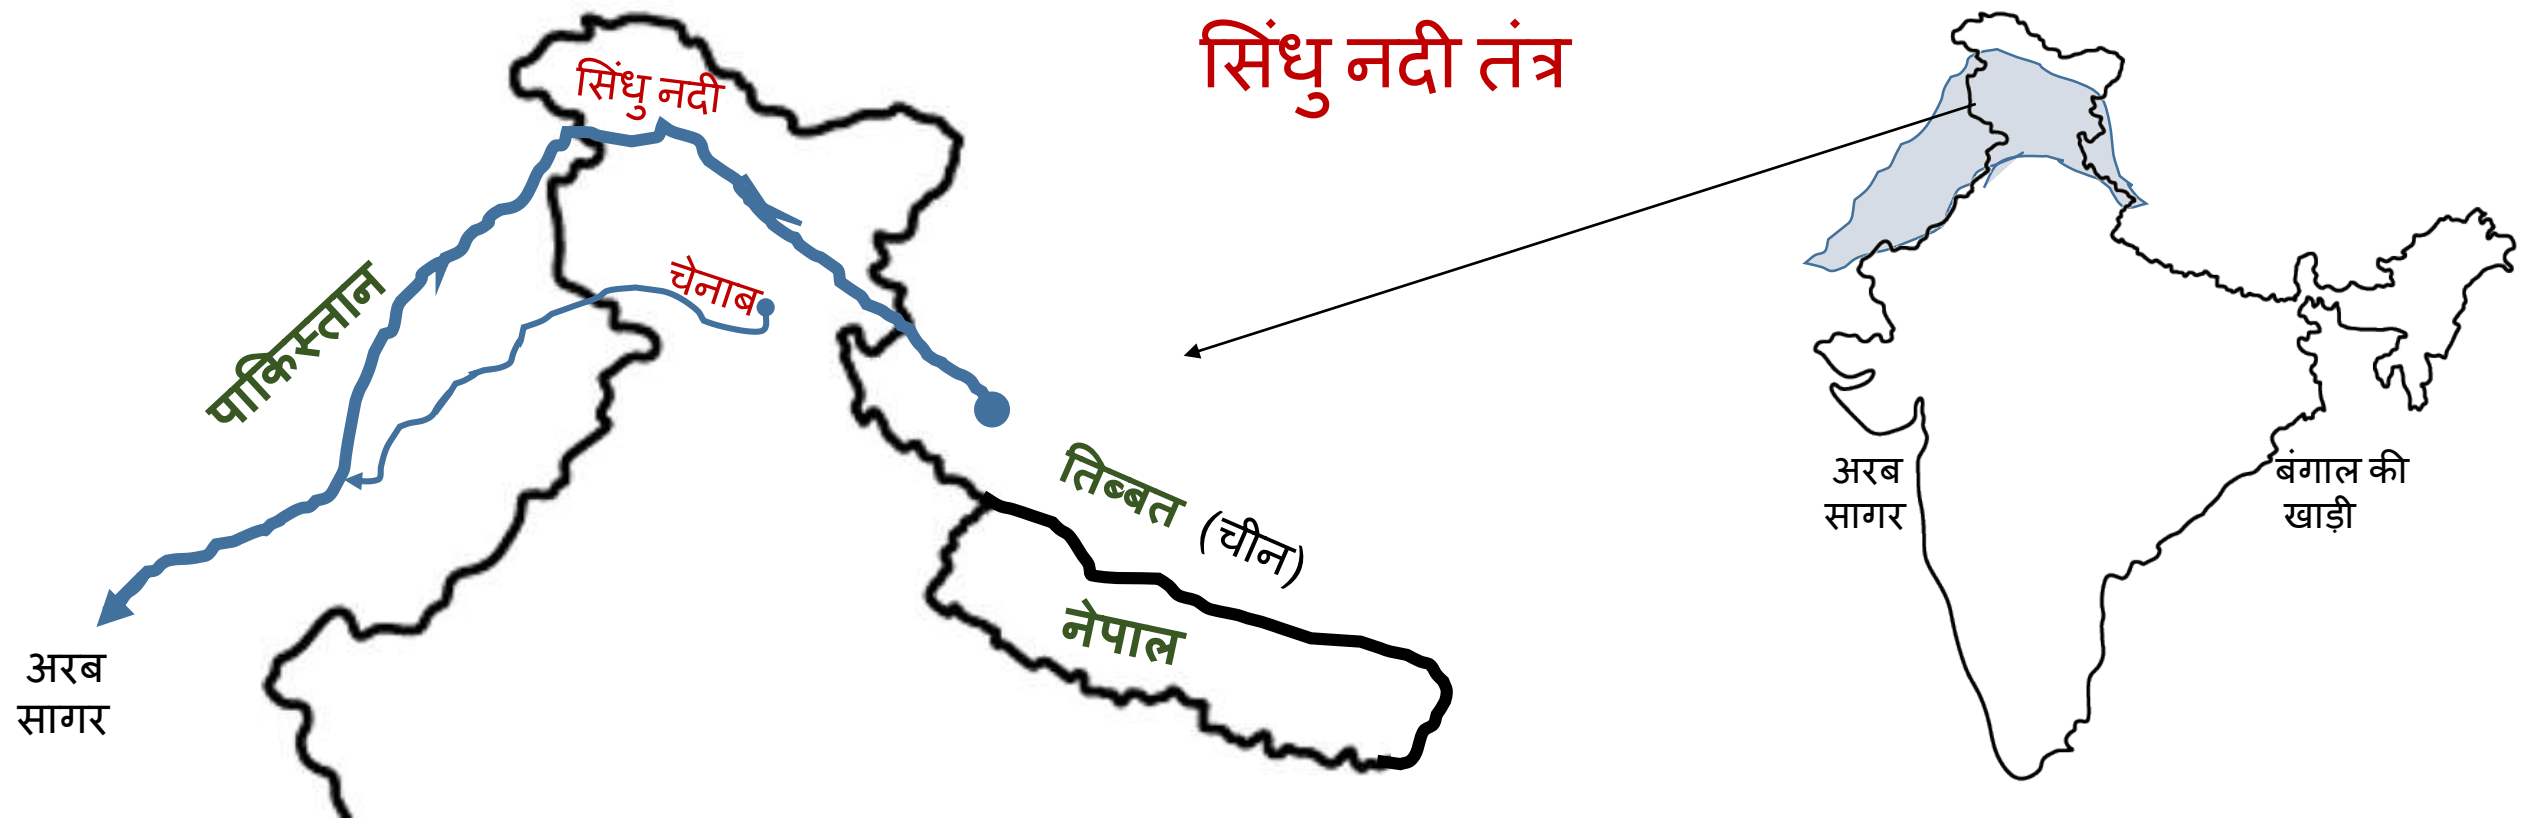 सिंधु नदी तंत्र
सिंधु नदी
चेनाब
पाकिस्तान
तिब्बत (चीन)
नेपाल
अरब
सागर
अरब
सागर
बंगाल की
खाड़ी